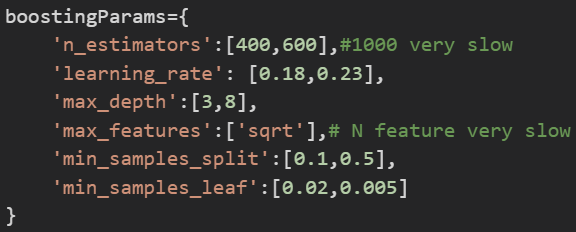 boostingParams={
    'n_estimators':[400,600],#1000 very slow
    'learning_rate': [0.18,0.23],
    'max_depth':[3,8],
    'max_features':['sqrt'],# N feature very slow
    'min_samples_split':[0.1,0.5],
    'min_samples_leaf':[0.02,0.005]
}